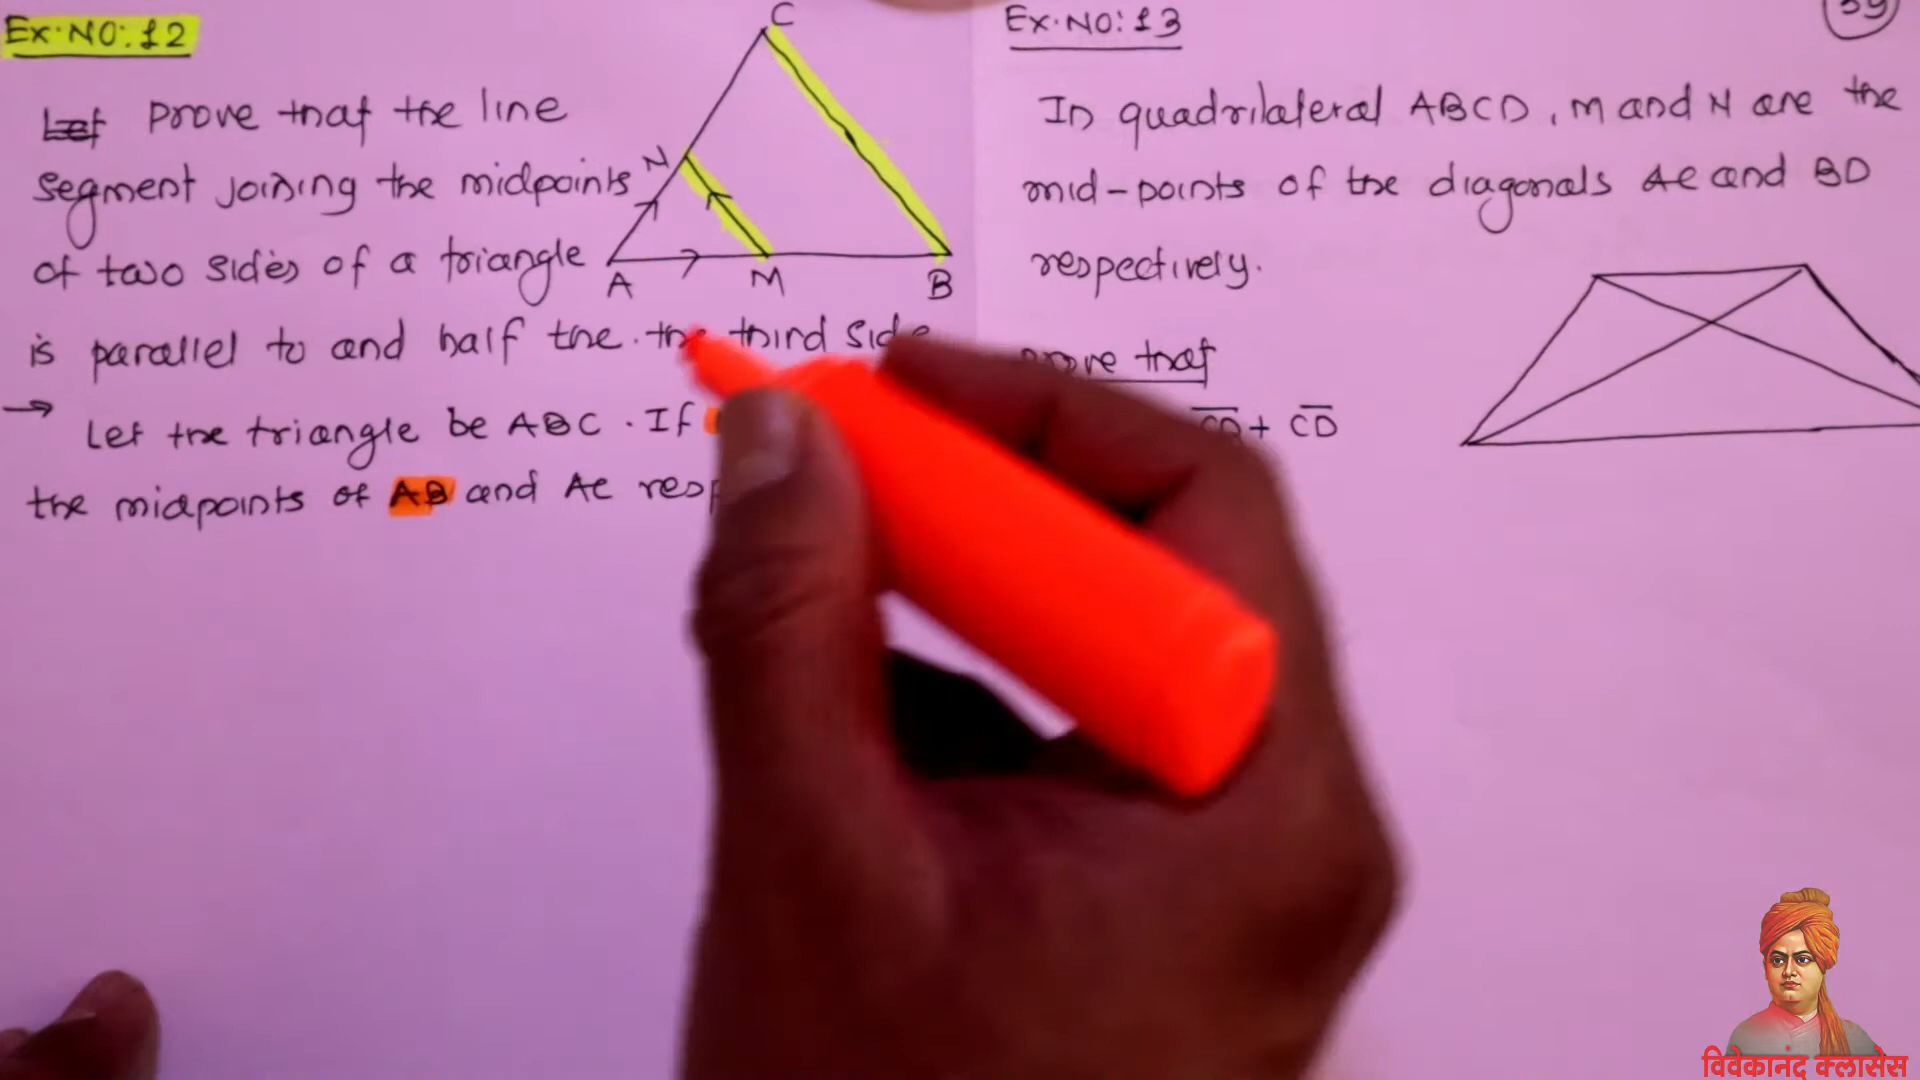 Ex. NO: 12
Let Prove that the line
segment joining the midpoints
of two sides of a triangle
is parallel to and half the. the third side
→ Let the triangle be ABC. If
the midpoints of AB and AC resp
C
N
A
M
B
Ex. NO: 13
In quadrilateral ABCD, M and N are the
mid-points of the diagonals AC and BD
respectively.
prove that
+ CD
39
विवेकानंद क्लासेस